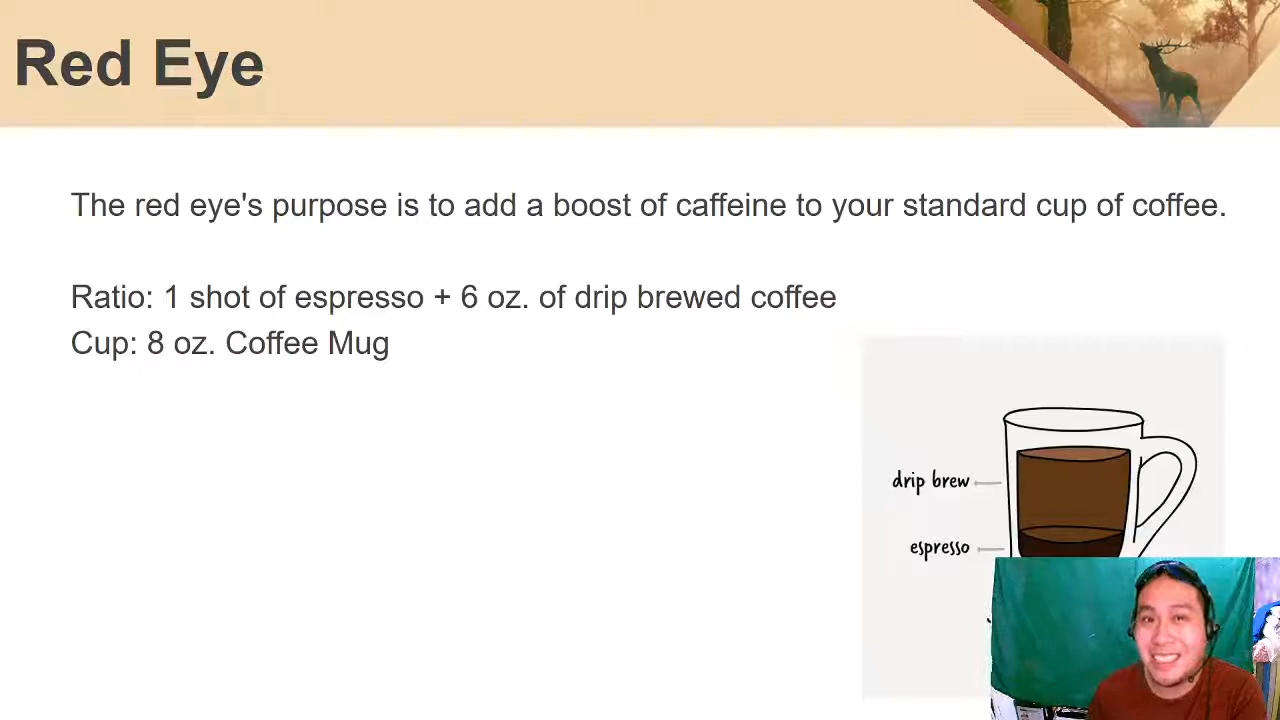 Red Eye
The red eye's purpose is to add a boost of caffeine to your standard cup of coffee.
Ratio: 1 shot of espresso + 6 oz. of drip brewed coffee
Cup: 8 oz. Coffee Mug
drip brew
espresso